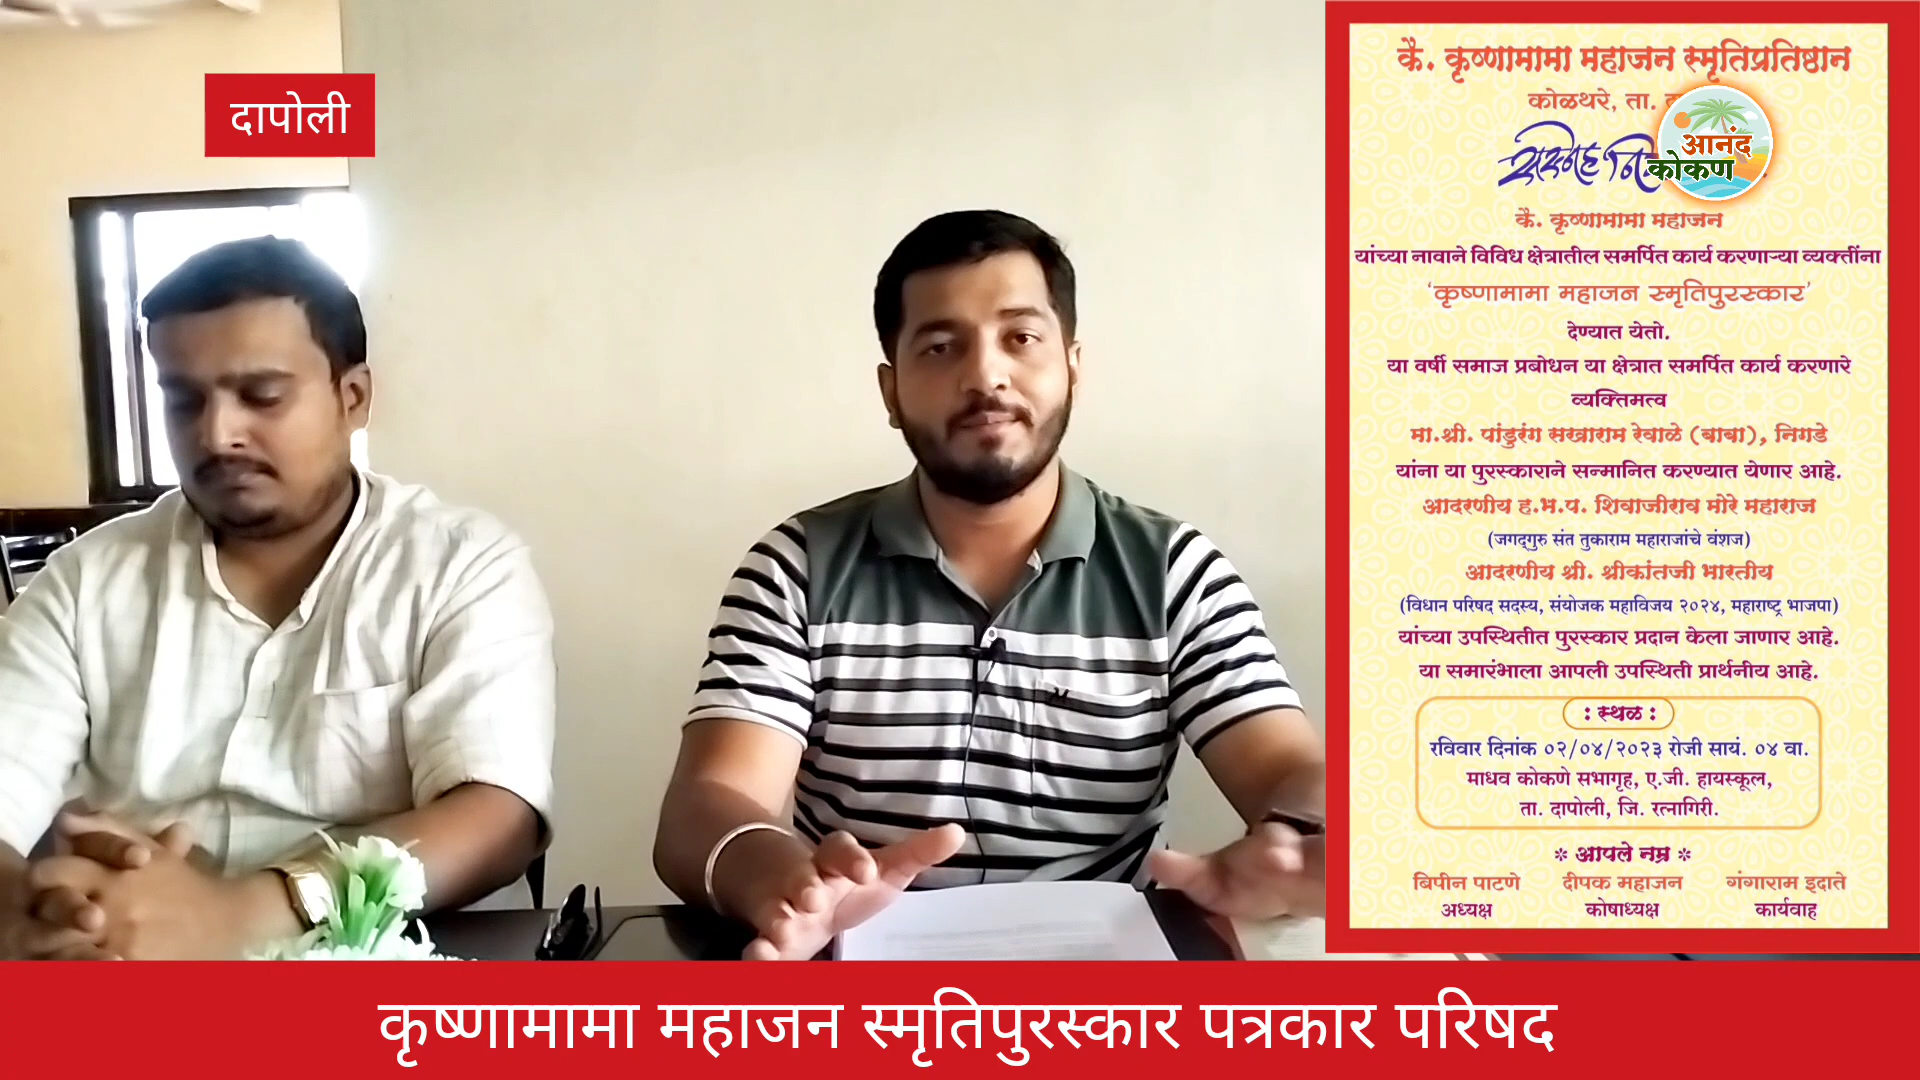 दापोली
कै. कृष्णामामा महाजन स्मृतिप्रतिष्ठान
कोळथरे, ता.
सस्नेह
आनंद
कोकण
कै. कृष्णामामा महाजन
यांच्या नावाने विविध क्षेत्रातील समर्पित कार्य करणाऱ्या व्यक्तींना
‘कृष्णामामा महाजन स्मृतिपुरस्कार’
देण्यात येतो.
या वर्षी समाज प्रबोधन या क्षेत्रात समर्पित कार्य करणारे
व्यक्तिमत्व
मा.श्री. पांडुरंग सखाराम रेवाळे (बाबा), निगडे
यांना या पुरस्काराने सन्मानित करण्यात येणार आहे.
आदरणीय ह.भ.प. शिवाजीराव मोरे महाराज
(जगद्‌गुरु संत तुकाराम महाराजांचे वंशज)
आदरणीय श्री. श्रीकांतजी भारतीय
(विधान परिषद सदस्य, संयोजक महाविजय २०२४, महाराष्ट्र भाजपा)
यांच्या उपस्थितीत पुरस्कार प्रदान केला जाणार आहे.
या समारंभाला आपली उपस्थिती प्रार्थनीय आहे.
: स्थळ :
रविवार दिनांक ०२/०४/२०२३ रोजी सायं. ०४ वा.
माधव कोकणे सभागृह, ए.जी. हायस्कूल,
ता. दापोली, जि. रत्नागिरी.
* आपले नम्र *
बिपीन पाटणे दीपक महाजन गंगाराम इदाते
अध्यक्ष कोषाध्यक्ष कार्यवाह
कृष्णामामा महाजन स्मृतिपुरस्कार पत्रकार परिषद